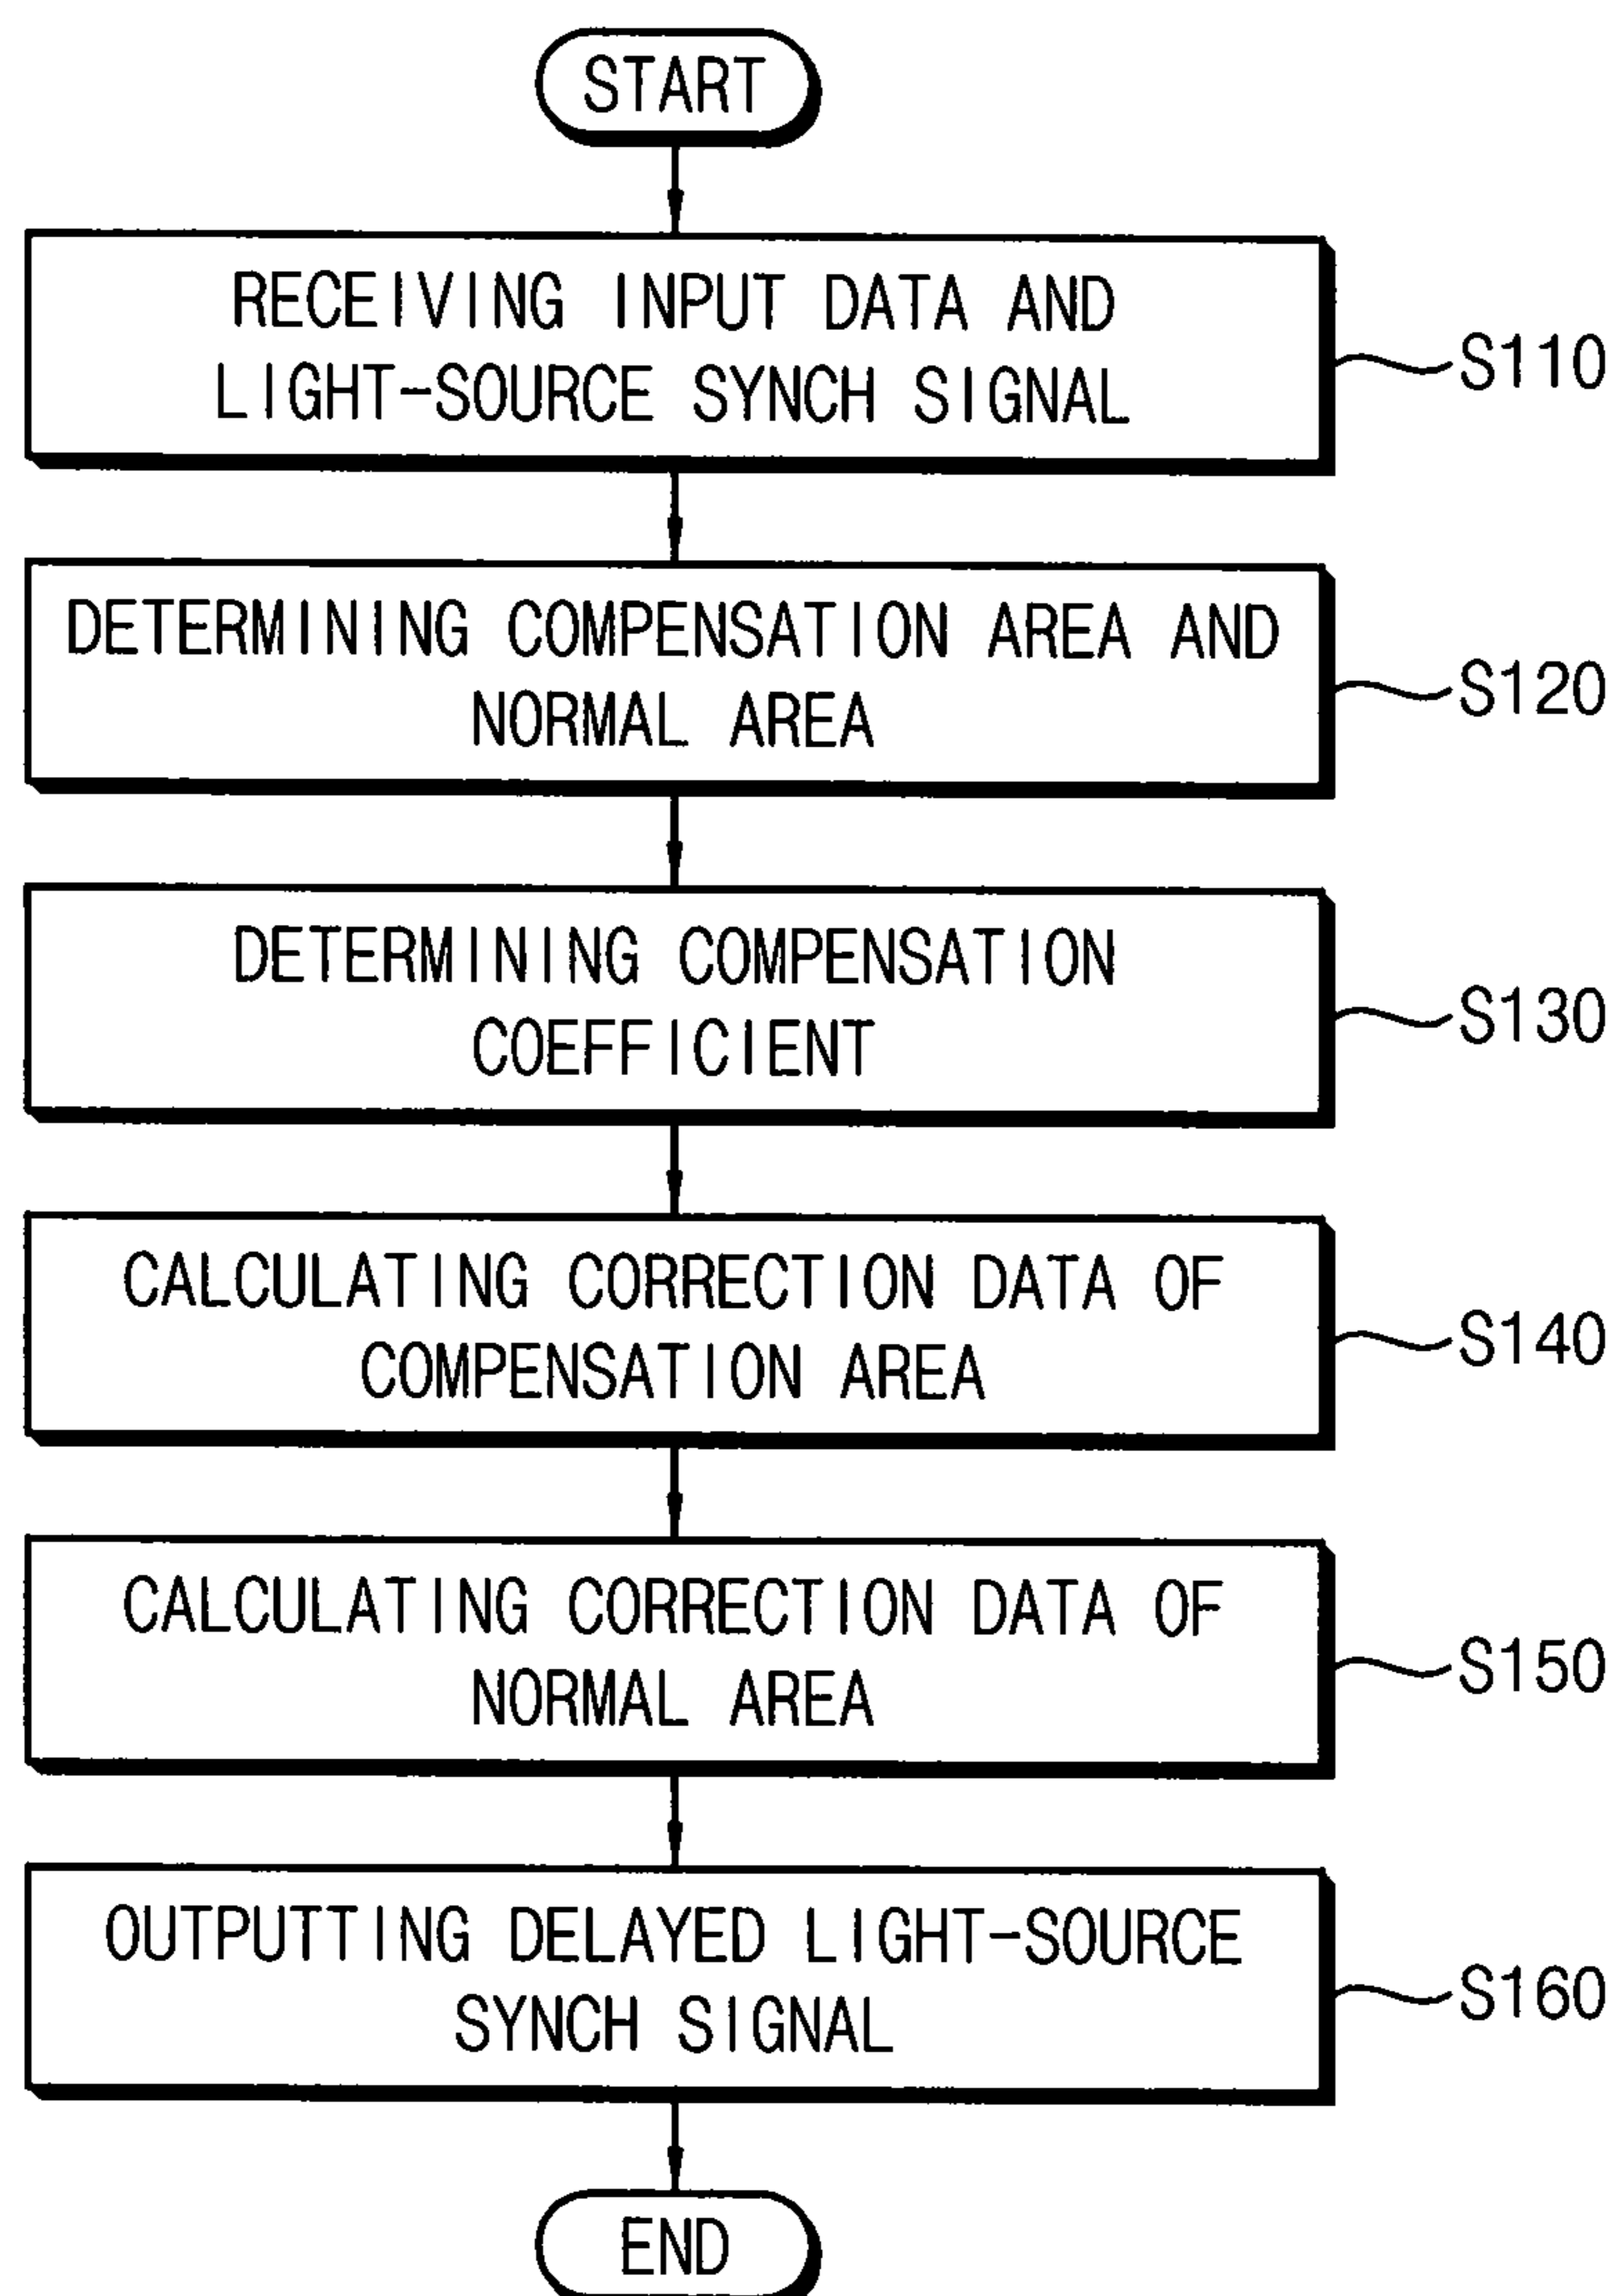 START
RECEIVING INPUT DATA AND
LIGHT-SOURCE SYNCH SIGNAL
S110
DETERMINING COMPENSATION AREA AND
NORMAL AREA
S120
DETERMINING COMPENSATION
COEFFICIENT
S130
CALCULATING CORRECTION DATA OF
COMPENSATION AREA
S140
CALCULATING CORRECTION DATA OF
NORMAL AREA
S150
OUTPUTTING DELAYED LIGHT-SOURCE
SYNCH SIGNAL
S160
END